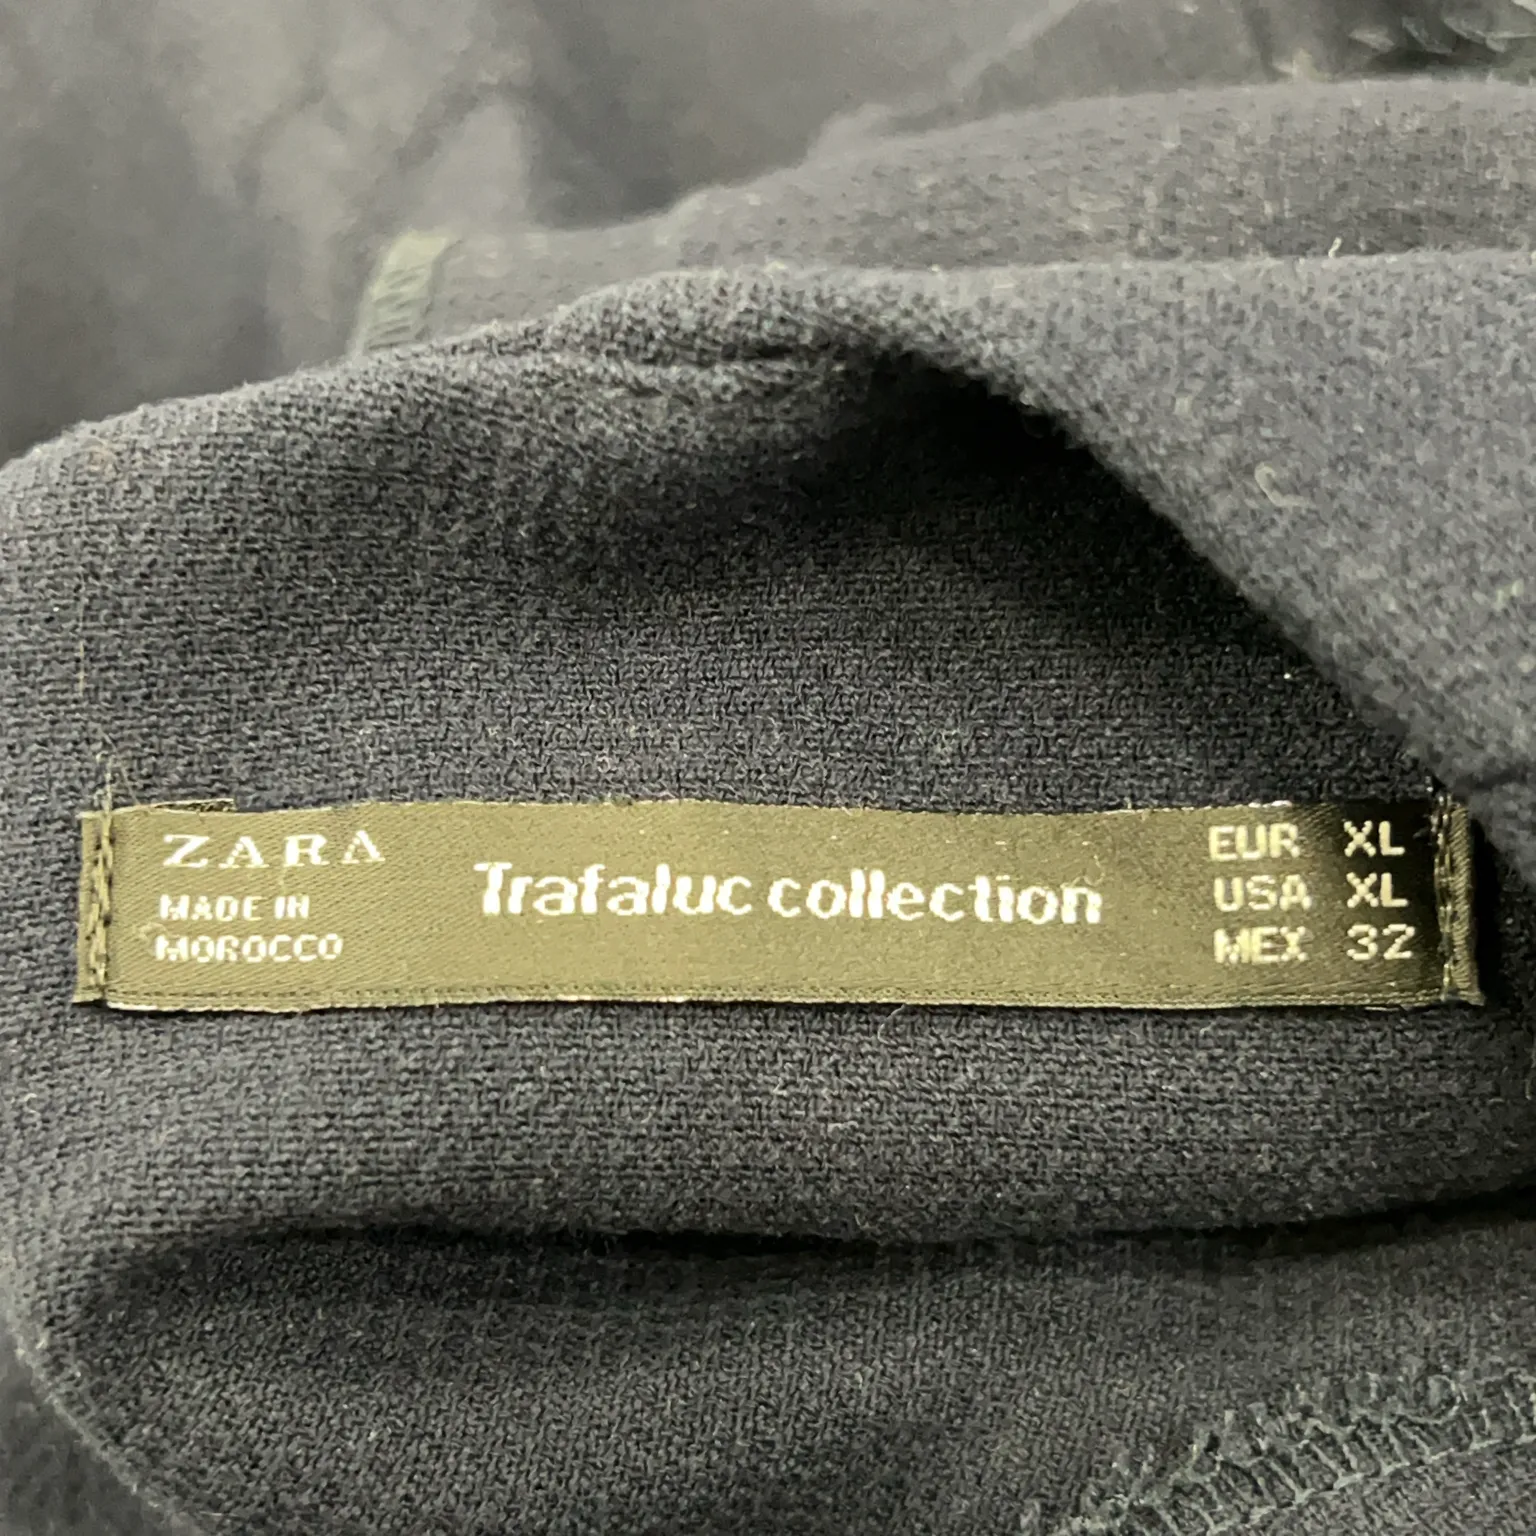 ZARA
MADE IN
MOROCCO
Trafaluc collection
EUR XL
USA XL
MEX 32